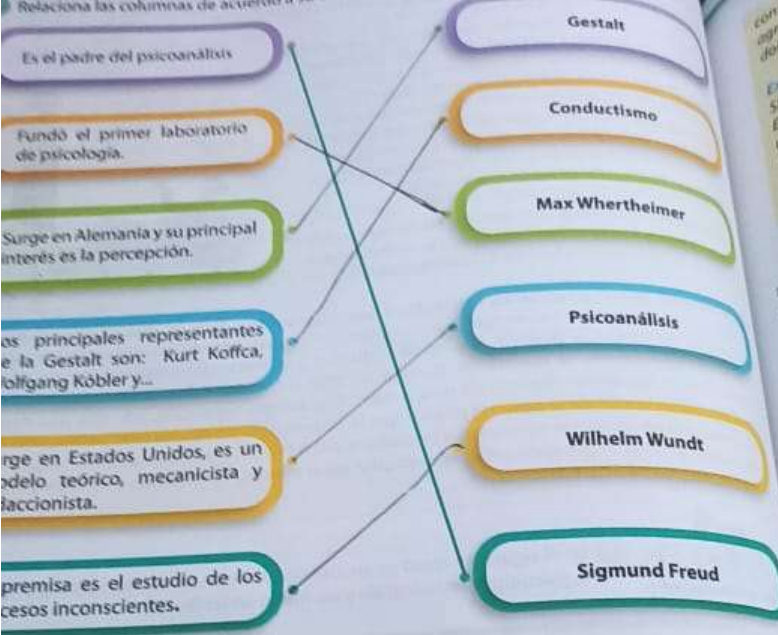 Relaciona las columnas de acuerdo a
Es el padre del psicoanálisis
Fundó el primer laboratorio
de psicología.
Surge en Alemania y su principal
interés es la percepción.
os principales representantes
e la Gestalt son: Kurt Koffca,
olfgang Köbler y...
rge en Estados Unidos, es un
odelo teórico, mecanicista y
daccionista.
premisa es el estudio de los
cesos inconscientes.
Gestalt
Conductismo
Max Whertheimer
Psicoanálisis
Wilhelm Wundt
Sigmund Freud